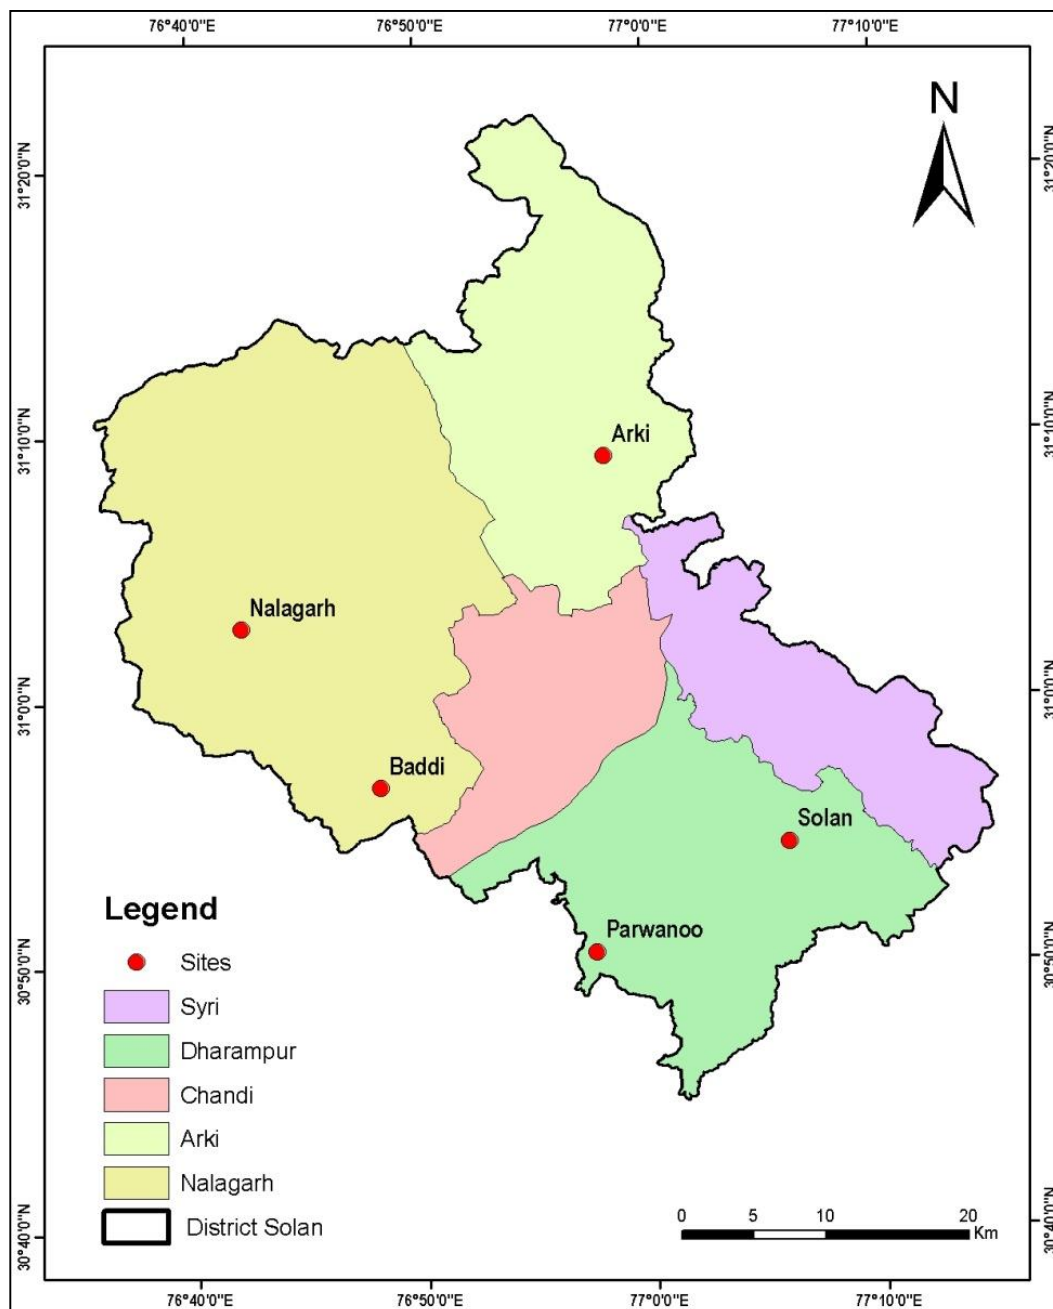 76°40'0"E 76°50'0"E 77°0'0"E 77°10'0"E
N
31°20'0"N 31°20'0"N
Arki
31°10'0"N 31°10'0"N
Nalagarh
31°0'0"N 31°0'0"N
Baddi
Solan
Parwanoo
30°50'0"N 30°50'0"N
Legend
Sites
Syri
Dharampur
Chandi
Arki
Nalagarh
District Solan
0 5 10 20
Km
30°40'0"N 30°40'0"N
76°40'0"E 76°50'0"E 77°0'0"E 77°10'0"E